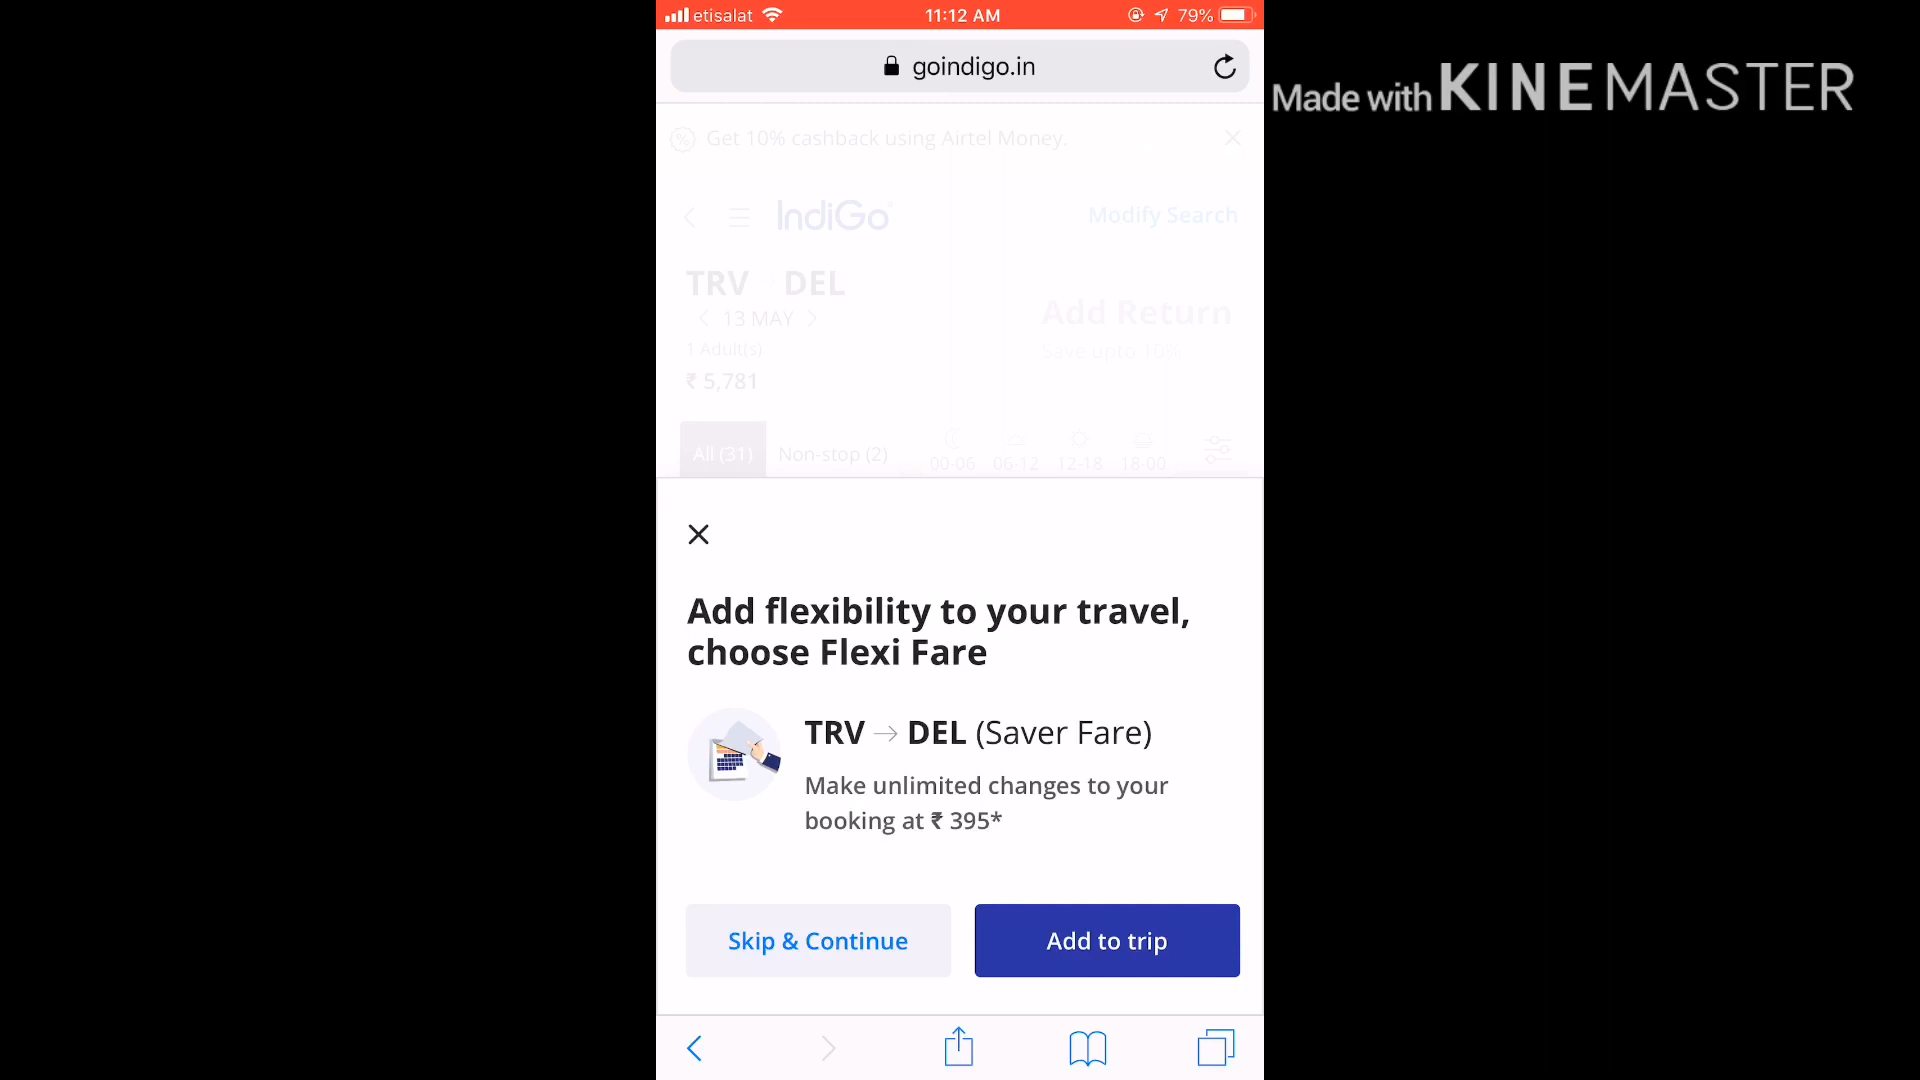 etisalat
11:12 AM
79%
goindigo.in
Made with KINEMASTER
Get 10% cashback using Airtel Money.
IndiGo
Modify Search
TRV DEL
13 MAY
1 Adult(s)
₹ 5,781
Add Return
Save upto 10%
All (31)
Non-stop (2)
00-06 06-12 12-18 18-00
Add flexibility to your travel,
choose Flexi Fare
TRV → DEL (Saver Fare)
Make unlimited changes to your
booking at ₹ 395*
Skip & Continue
Add to trip